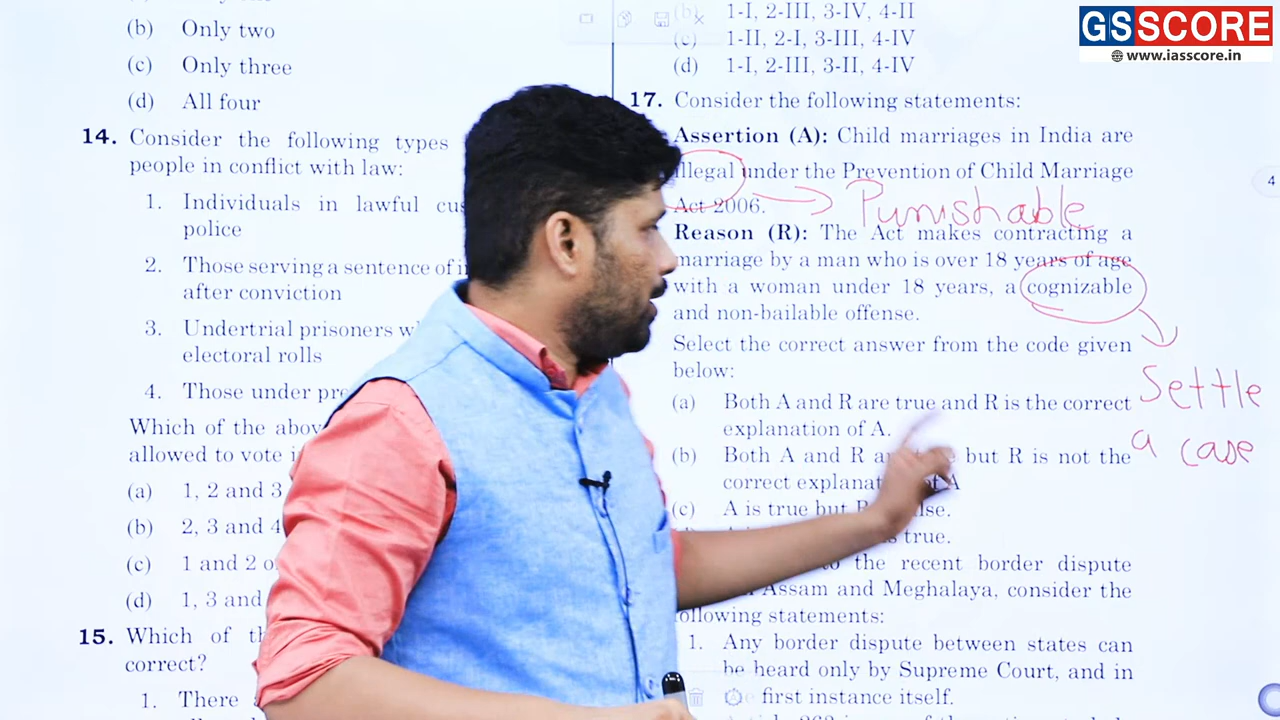 (b) Only two
(c) Only three
(d) All four
14. Consider the following types
people in conflict with law:
1. Individuals in lawful
police
2. Those serving a sentence of
after conviction
3. Undertrial prisoners
electoral rolls
4. Those under
Which of the
allowed to vote
(a) 1, 2 and 3
(b) 2, 3 and 4
(c) 1 and 2
(d) 1, 3 and
15. Which of
correct?
1. There
(b) 1-I, 2-III, 3-IV, 4-II
(c) 1-II, 2-I, 3-III, 4-IV
(d) 1-I, 2-III, 3-II, 4-IV
17. Consider the following statements:
Assertion (A): Child marriages in India are
illegal under the Prevention of Child Marriage
Act 2006.
Punishable
Reason (R): The Act makes contracting a
marriage by a man who is over 18 years of age
with a woman under 18 years, a cognizable
and non-bailable offense.
Select the correct answer from the code given
below:
(a) Both A and R are true and R is the correct
explanation of A.
(b) Both A and R but R is not the
correct of A
(c) A is true but
true.
Settle
a case
the recent border dispute
Assam and Meghalaya, consider the
following statements:
1. Any border dispute between states can
be heard only by Supreme Court, and in
first instance itself.
GSSCORE
www.iasscore.in
4